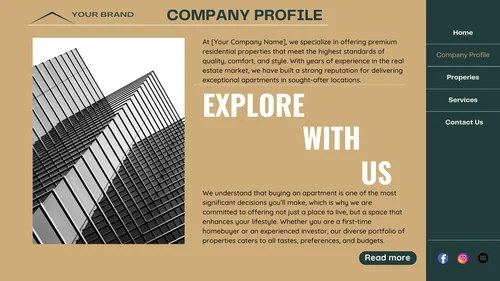 YOUR BRAND
COMPANY PROFILE
At [Your Company Name], we specialize in offering premium
residential properties that meet the highest standards of
quality, comfort, and style. With years of experience in the real
estate market, we have built a strong reputation for delivering
exceptional apartments in sought-after locations.
EXPLORE
WITH
US
We understand that buying an apartment is one of the most
significant decisions you'll make, which is why we are
committed to offering not just a place to live, but a space that
enhances your lifestyle. Whether you are a first-time
homebuyer or an experienced investor, our diverse portfolio of
properties caters to all tastes, preferences, and budgets.
Read more
Home
Company Profile
Properies
Services
Contact Us